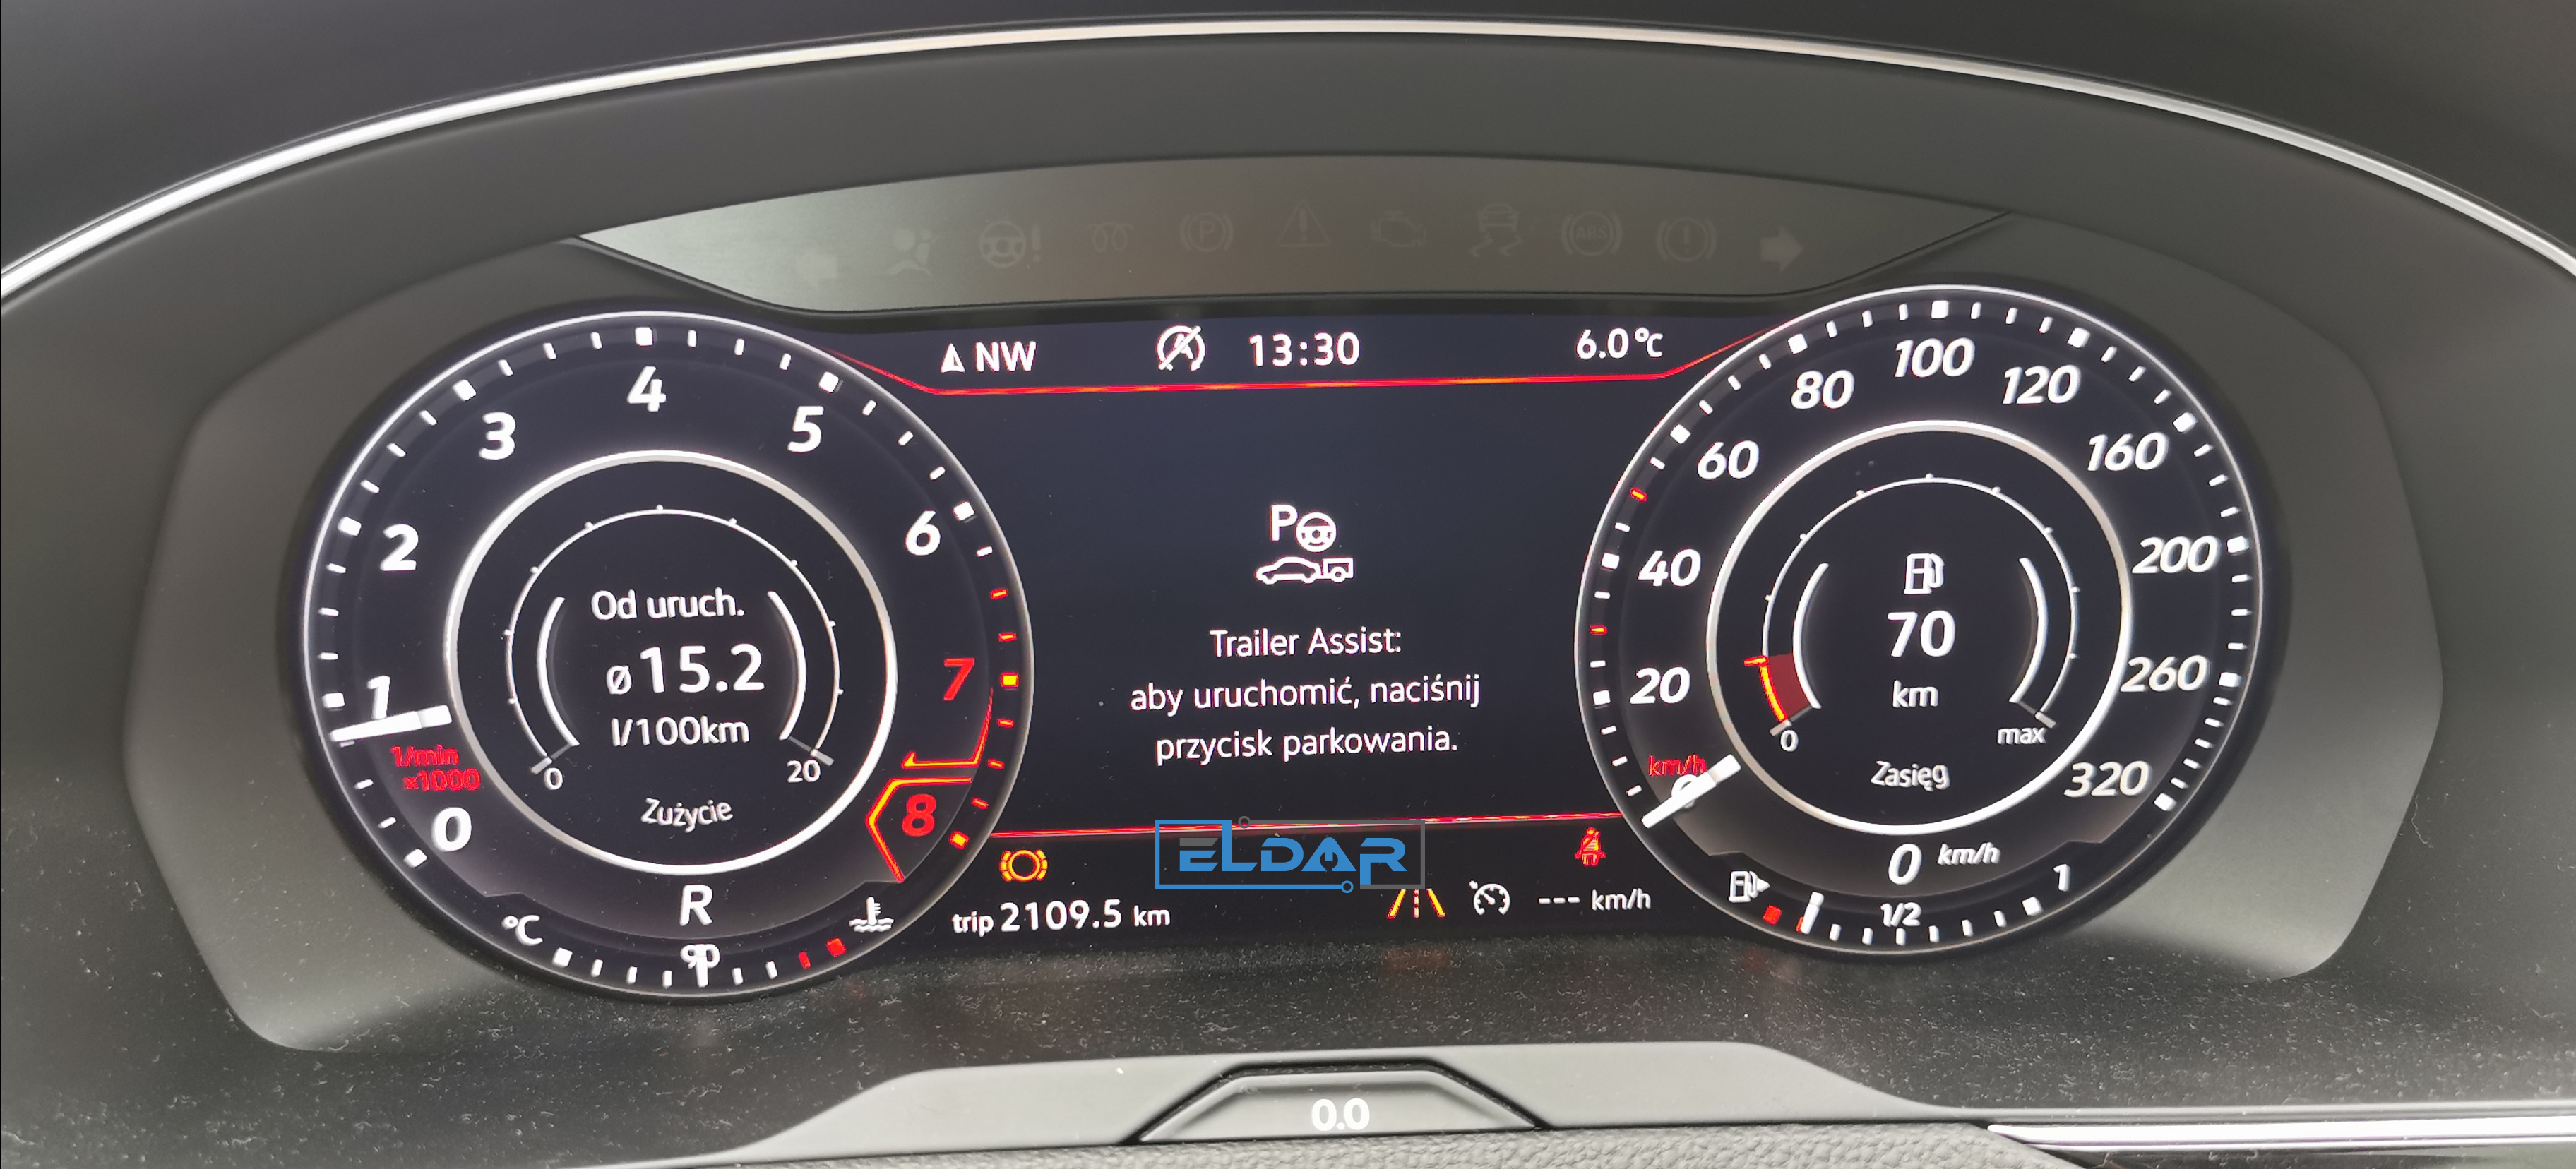 P
ABS
NW
13:30
6.0°C
0
1
2
3
4
5
6
7
8
1/min
x1000
Od uruch.
ø15.2
l/100km
0
20
Zużycie
R
°C
90
P
Trailer Assist:
aby uruchomić, naciśnij
przycisk parkowania.
ELDAR
trip 2109.5 km
--- km/h
0
20
40
60
80
100
120
160
200
260
320
km/h
70
km
0
max
Zasięg
0 km/h
1/2
1
0.0